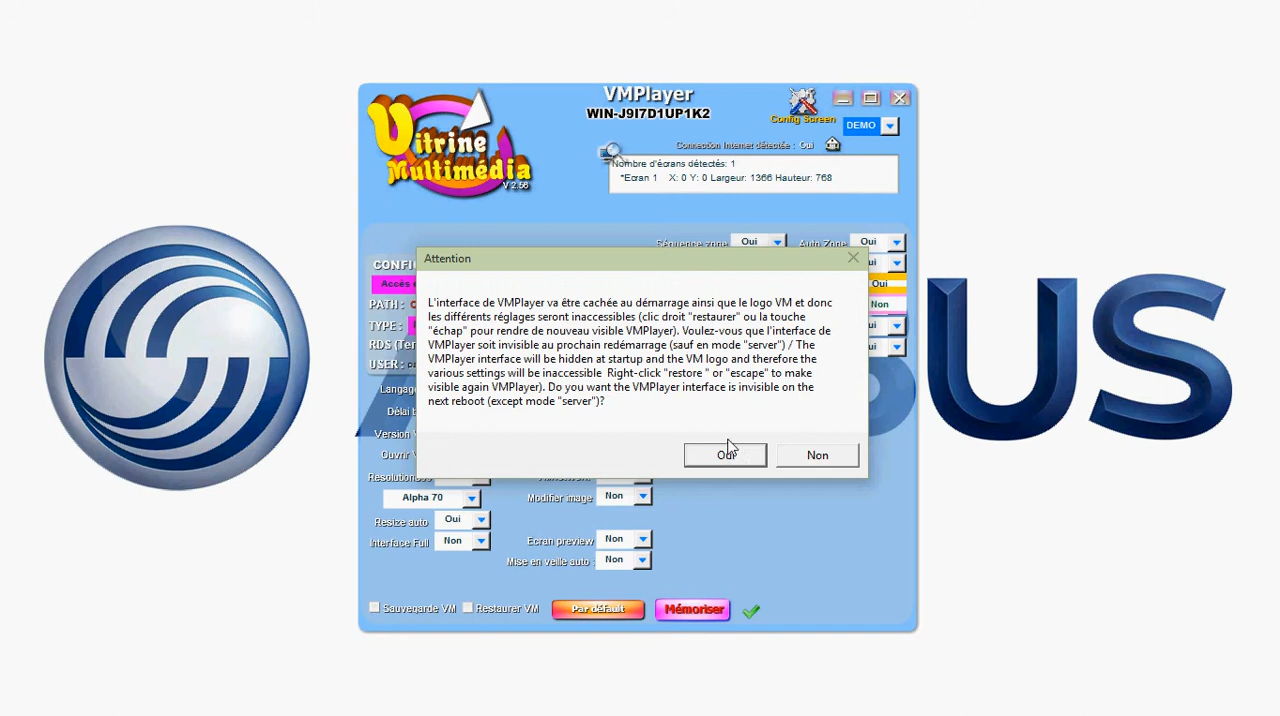 VMPlayer
WIN-J9I7D1UP1K2
Config Screen
DEMO
Vitrine
Multimédia
V 2.56
Connection Internet détectée : Oui
Nombre d'écrans détectés: 1
*Ecran 1 X: 0 Y: 0 Largeur: 1366 Hauteur: 768
Séquence zone Oui Auto Zone Oui
Attention
L'interface de VMPlayer va être cachée au démarrage ainsi que le logo VM et donc
les différents réglages seront inaccessibles (clic droit "restaurer" ou la touche
"échap" pour rendre de nouveau visible VMPlayer). Voulez-vous que l'interface de
VMPlayer soit invisible au prochain redémarrage (sauf en mode "server") / The
VMPlayer interface will be hidden at startup and the VM logo and therefore the
various settings will be inaccessible Right-click "restore " or "escape" to make
visible again VMPlayer). Do you want the VMPlayer interface is invisible on the
next reboot (except mode "server")?
Oui
Non
Oui
Non
PATH :
TYPE :
USER :
Version
Ouvrir
Alpha 70
Modifier image Non
Resize auto Oui
Interface Full Non
Ecran preview Non
Mise en veille auto : Non
Sauvegarde VM
Restaurer VM
Par défault
Mémoriser
US